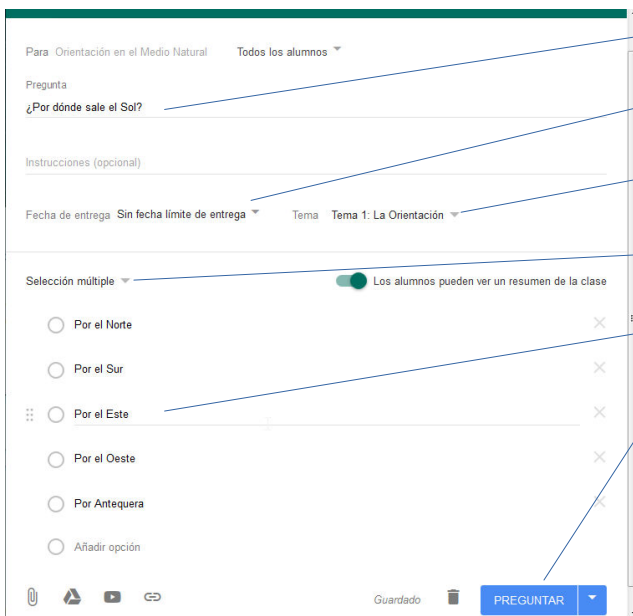 Para Orientación en el Medio Natural Todos los alumnos
Pregunta
¿Por dónde sale el Sol?
Instrucciones (opcional)
Fecha de entrega Sin fecha límite de entrega Tema Tema 1: La Orientación
Selección múltiple Los alumnos pueden ver un resumen de la clase
Por el Norte
Por el Sur
Por el Este
Por el Oeste
Por Antequera
Añadir opción
Guardado PREGUNTAR